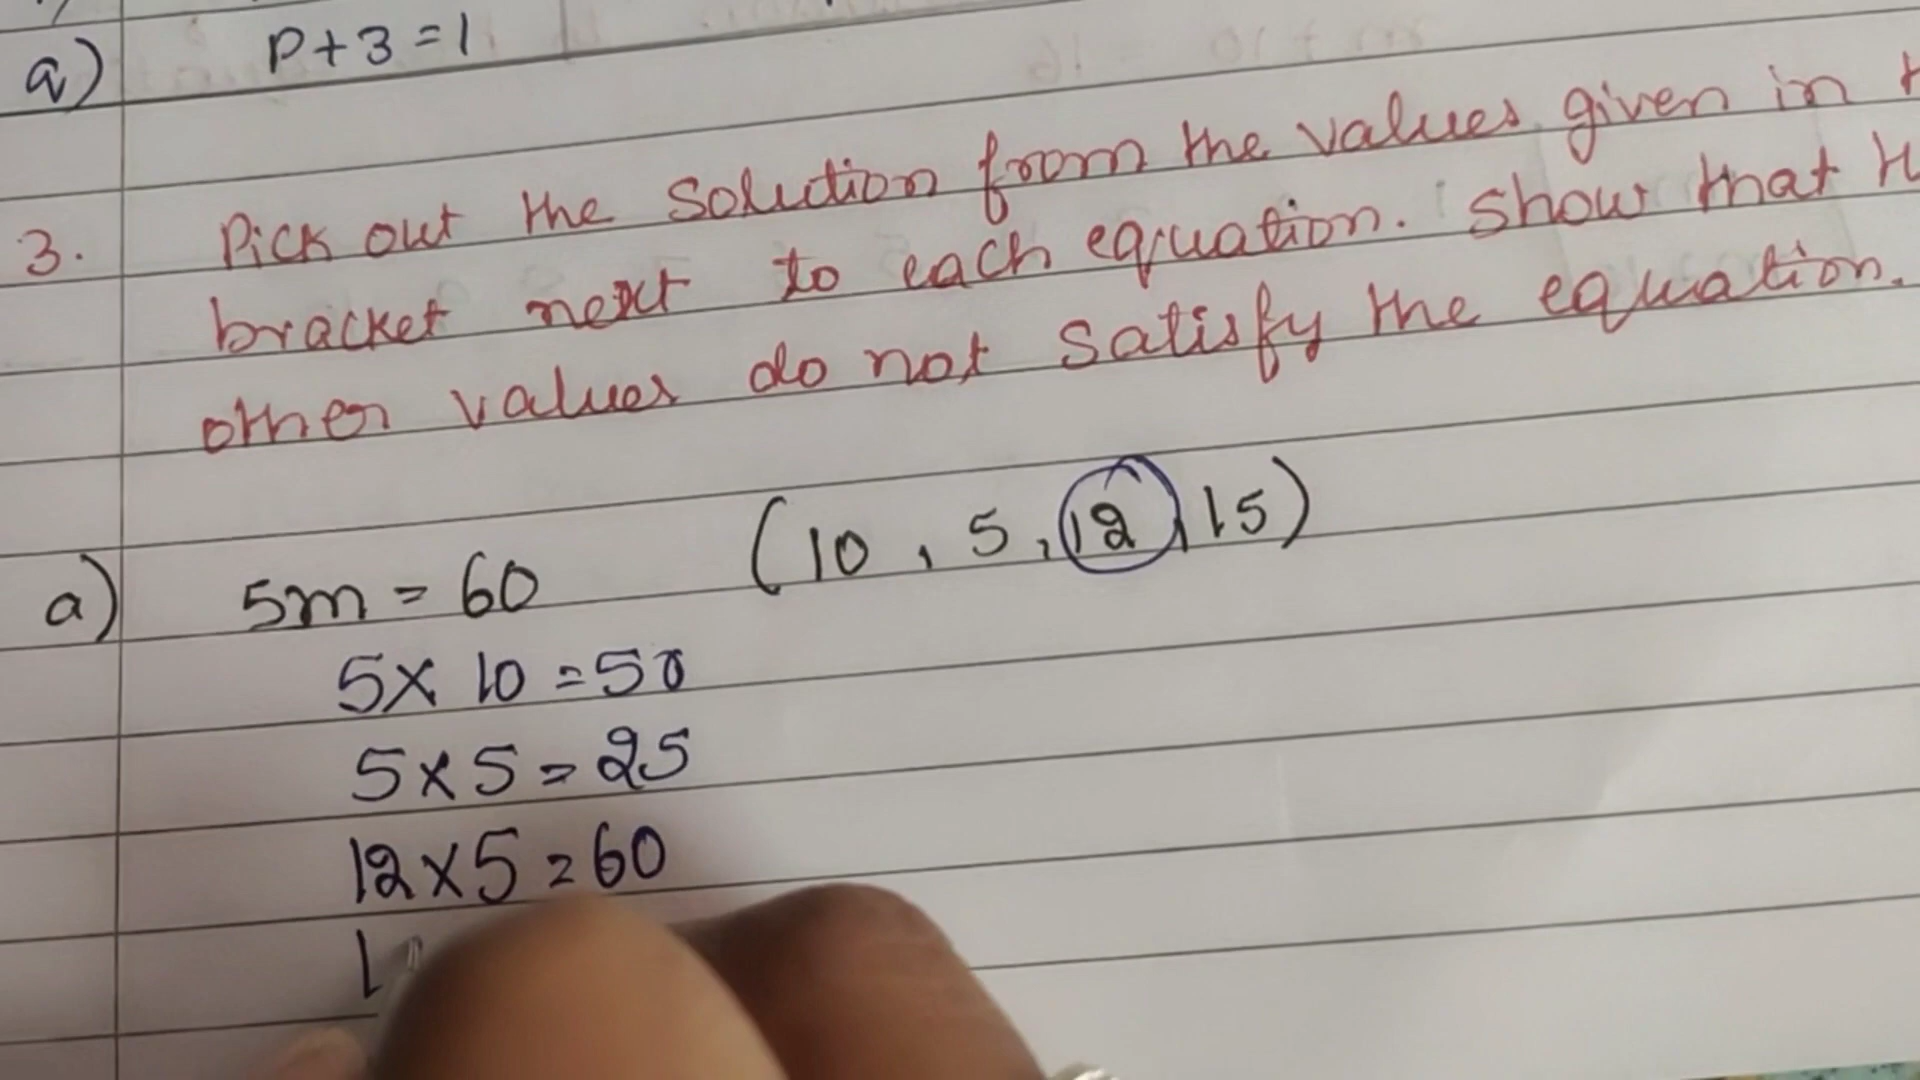 a) P+3=1
3. Pick out the solution from the values given in
bracket next to each equation. Show that
other values do not satisfy the equation.
a) 5m = 60 (10, 5, 12, 15)
5 × 10 = 50
5 × 5 = 25
12 × 5 = 60
1